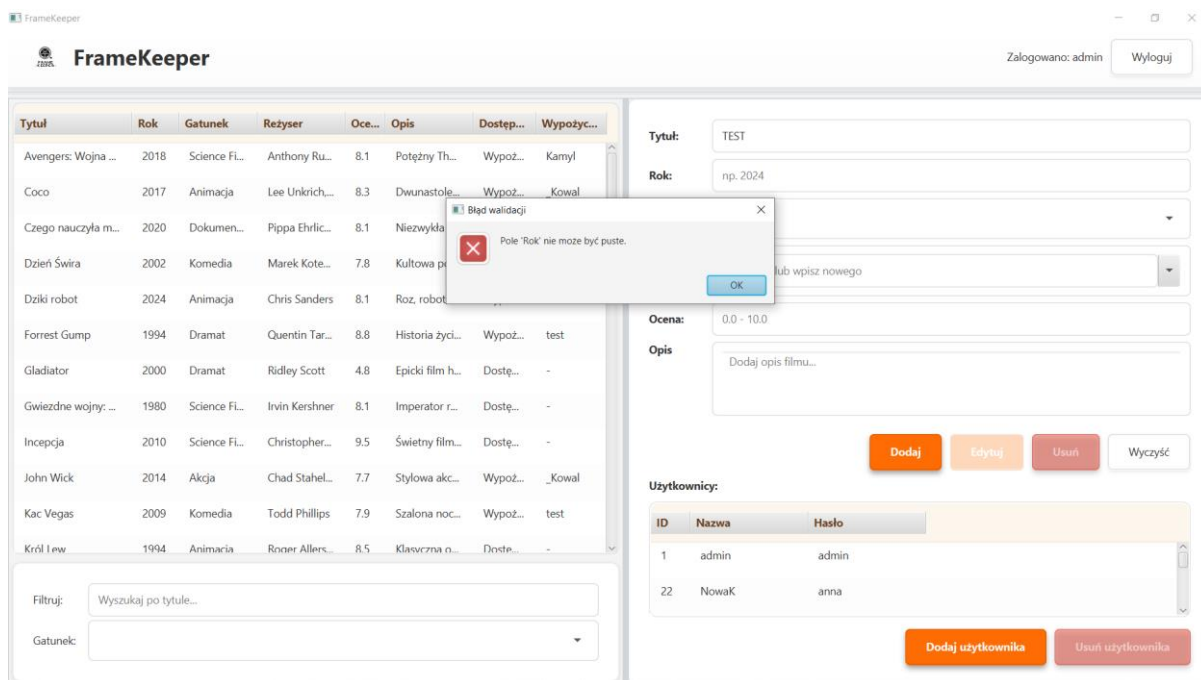 FrameKeeper
FrameKeeper
Zalogowano: admin
Wyloguj
Tytuł Rok Gatunek Reżyser Oce... Opis Dostęp... Wypożyc...
Avengers: Wojna ... 2018 Science Fi... Anthony Ru... 8.1 Potężny Th... Wypoż... Kamyl
Coco 2017 Animacja Lee Unkrich,... 8.3 Dwunastole... Wypoż... _Kowal
Czego nauczyła m... 2020 Dokumen... Pippa Ehrlic... 8.1 Niezwykła
Dzień Świra 2002 Komedia Marek Kote... 7.8 Kultowa
Dziki robot 2024 Animacja Chris Sanders 8.1 Roz, robot
Forrest Gump 1994 Dramat Quentin Tar... 8.8 Historia życi... Wypoż... test
Gladiator 2000 Dramat Ridley Scott 4.8 Epicki film h... Dostę... -
Gwiezdne wojny: ... 1980 Science Fi... Irvin Kershner 8.1 Imperator r... Dostę... -
Incepcja 2010 Science Fi... Christopher... 9.5 Świetny film... Dostę... -
John Wick 2014 Akcja Chad Stahel... 7.7 Stylowa akc... Wypoż... _Kowal
Kac Vegas 2009 Komedia Todd Phillips 7.9 Szalona noc... Wypoż... test
Król Lew 1994 Animacja Roger Allers... 8.5 Klasyczna o... Dostę... -
Filtruj: Wyszukaj po tytule...
Gatunek:
Błąd walidacji
Pole 'Rok' nie może być puste.
OK
Tytuł: TEST
Rok: np. 2024
lub wpisz nowego
Ocena: 0.0 - 10.0
Opis Dodaj opis filmu...
Dodaj Edytuj Usuń Wyczyść
Użytkownicy:
ID Nazwa Hasło
1 admin admin
22 NowaK anna
Dodaj użytkownika Usuń użytkownika